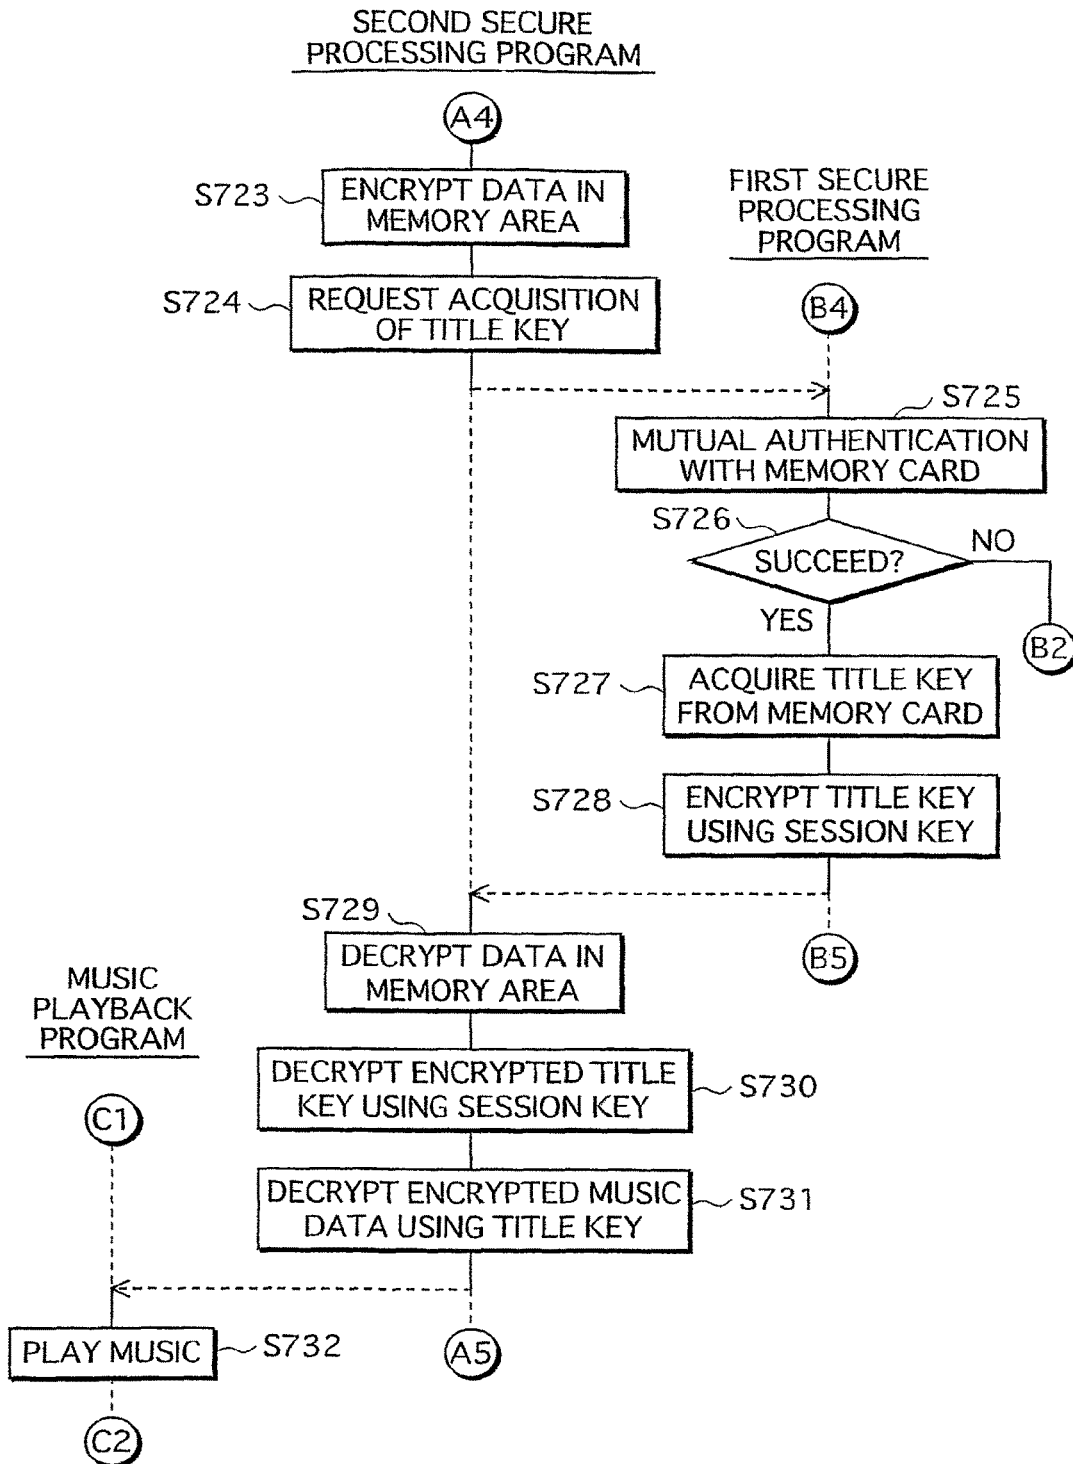 SECOND SECURE
PROCESSING PROGRAM
A4
S723
ENCRYPT DATA IN
MEMORY AREA
FIRST SECURE
PROCESSING
PROGRAM
S724
REQUEST ACQUISITION
OF TITLE KEY
B4
S725
MUTUAL AUTHENTICATION
WITH MEMORY CARD
S726
SUCCEED?
NO
YES
B2
S727
ACQUIRE TITLE KEY
FROM MEMORY CARD
S728
ENCRYPT TITLE KEY
USING SESSION KEY
S729
DECRYPT DATA IN
MEMORY AREA
B5
MUSIC
PLAYBACK
PROGRAM
DECRYPT ENCRYPTED TITLE
KEY USING SESSION KEY
S730
C1
DECRYPT ENCRYPTED MUSIC
DATA USING TITLE KEY
S731
PLAY MUSIC
S732
A5
C2